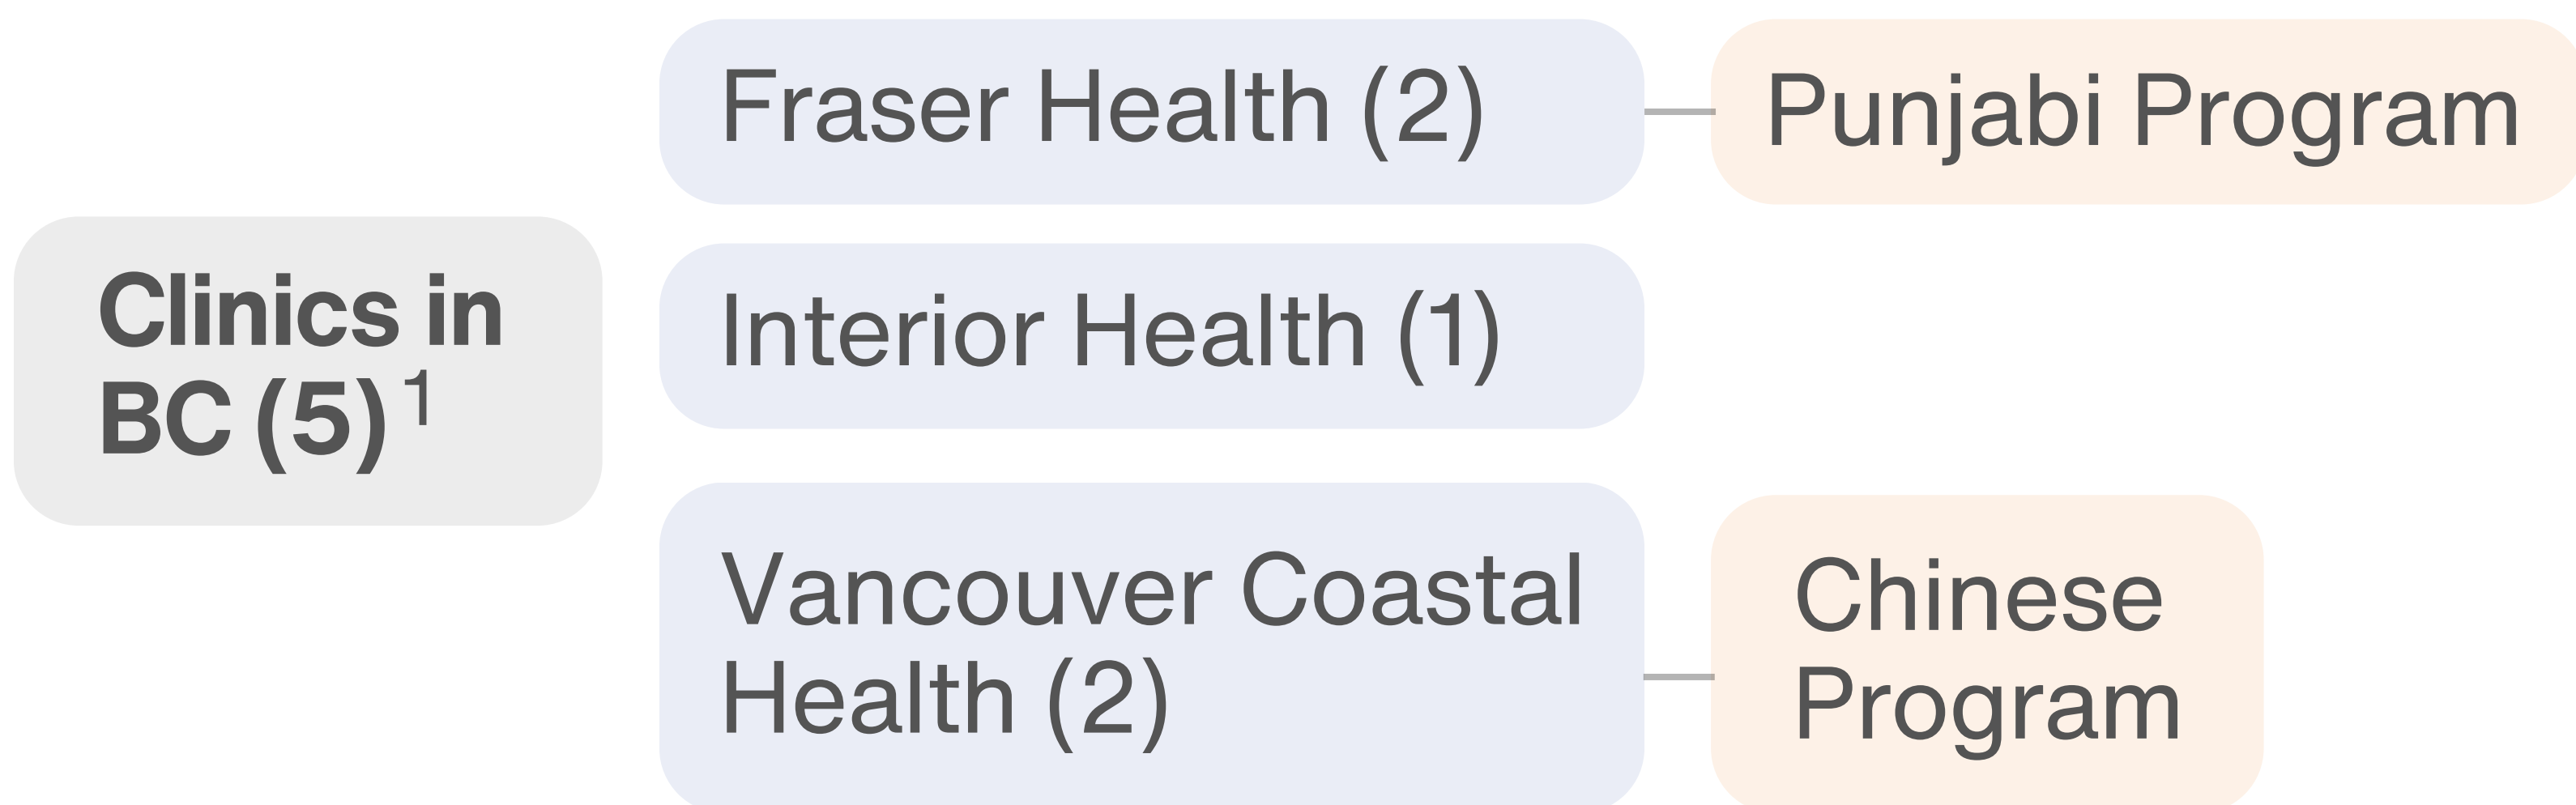 Fraser Health (2)
Punjabi Program
Clinics in
BC (5)¹
Interior Health (1)
Vancouver Coastal
Health (2)
Chinese
Program